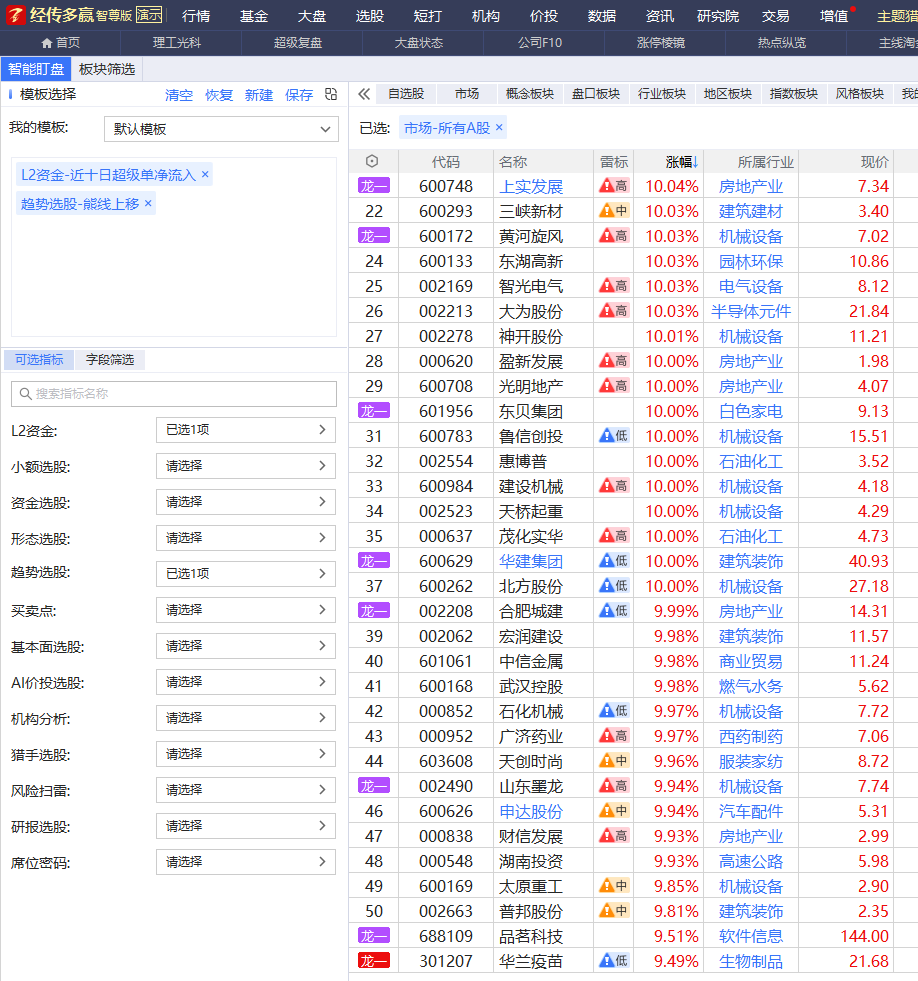 经传多赢 智尊版 演示 行情 基金 大盘 选股 短打 机构 价投 数据 资讯 研究院 交易 增值 主题猎
首页 理工光科 超级复盘 大盘状态 公司F10 涨停棱镜 热点纵览 主线淘金
智能盯盘 板块筛选
模板选择 清空 恢复 新建 保存
我的模板: 默认模板
L2资金-近十日超级单净流入 ×
趋势选股-熊线上移 ×
可选指标 字段筛选
搜索指标名称
L2资金: 已选1项
小额选股: 请选择
资金选股: 请选择
形态选股: 请选择
趋势选股: 已选1项
买卖点: 请选择
基本面选股: 请选择
AI价投选股: 请选择
机构分析: 请选择
猎手选股: 请选择
风险扫雷: 请选择
研报选股: 请选择
席位密码: 请选择
自选股 市场 概念板块 盘口板块 行业板块 地区板块 指数板块 风格板块 我的
已选: 市场-所有A股 ×
代码 名称 雷标 涨幅↓ 所属行业 现价
龙一 600748 上实发展 高 10.04% 房地产业 7.34
22 600293 三峡新材 中 10.03% 建筑建材 3.40
龙一 600172 黄河旋风 高 10.03% 机械设备 7.02
24 600133 东湖高新 10.03% 园林环保 10.86
25 002169 智光电气 高 10.03% 电气设备 8.12
26 002213 大为股份 高 10.03% 半导体元件 21.84
27 002278 神开股份 10.01% 机械设备 11.21
28 000620 盈新发展 高 10.00% 房地产业 1.98
29 600708 光明地产 高 10.00% 房地产业 4.07
龙一 601956 东贝集团 10.00% 白色家电 9.13
31 600783 鲁信创投 低 10.00% 机械设备 15.51
32 002554 惠博普 10.00% 石油化工 3.52
33 600984 建设机械 高 10.00% 机械设备 4.18
34 002523 天桥起重 10.00% 机械设备 4.29
35 000637 茂化实华 高 10.00% 石油化工 4.73
龙一 600629 华建集团 低 10.00% 建筑装饰 40.93
37 600262 北方股份 低 10.00% 机械设备 27.18
龙一 002208 合肥城建 低 9.99% 房地产业 14.31
39 002062 宏润建设 9.98% 建筑装饰 11.57
40 601061 中信金属 9.98% 商业贸易 11.24
41 600168 武汉控股 9.98% 燃气水务 5.62
42 000852 石化机械 低 9.97% 机械设备 7.72
43 000952 广济药业 高 9.97% 西药制药 7.06
44 603608 天创时尚 中 9.96% 服装家纺 8.72
龙一 002490 山东墨龙 高 9.94% 机械设备 7.74
46 600626 申达股份 中 9.94% 汽车配件 5.31
47 000838 财信发展 高 9.93% 房地产业 2.99
48 000548 湖南投资 9.93% 高速公路 5.98
49 600169 太原重工 中 9.85% 机械设备 2.90
50 002663 普邦股份 中 9.81% 建筑装饰 2.35
龙一 688109 品茗科技 9.51% 软件信息 144.00
龙一 301207 华兰疫苗 低 9.49% 生物制品 21.68